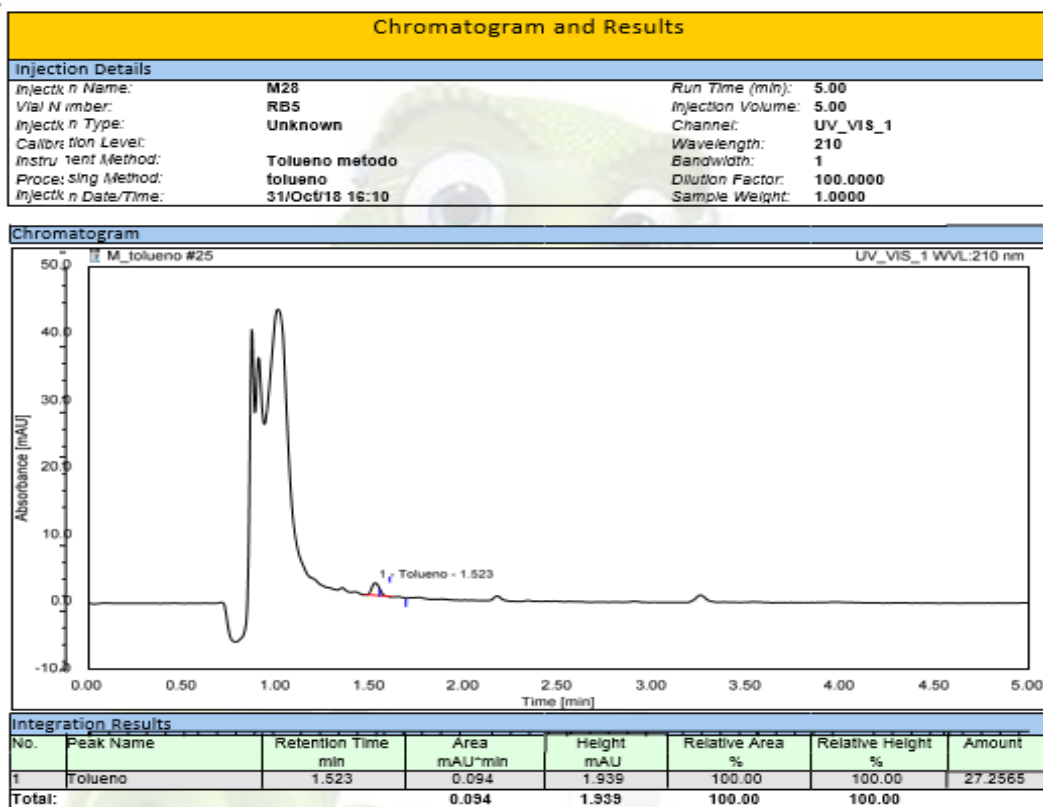 Chromatogram and Results
Injection Details
Injectk n Name: M28 Run Time (min): 5.00
Vial N imber: RB5 Injection Volume: 5.00
Injectk n Type: Unknown Channel: UV_VIS_1
Calibra tion Level: Wavelength: 210
Instru nent Method: Tolueno metodo Bandwidth: 1
Proces sing Method: tolueno Dilution Factor: 100.0000
Injectk n Date/Time: 31/Oct/18 16:10 Sample Weight: 1.0000
Chromatogram
M_tolueno #25 UV_VIS_1 WVL:210 nm
50.0
40.0
30.0
20.0
10.0
0.0
-10.0
Absorbance [mAU]
1 - Tolueno - 1.523
0.00 0.50 1.00 1.50 2.00 2.50 3.00 3.50 4.00 4.50 5.00
Time [min]
Integration Results
No. Peak Name Retention Time Area Height Relative Area Relative Height Amount
min mAU*min mAU % %
1 Tolueno 1.523 0.094 1.939 100.00 100.00 27.2565
Total: 0.094 1.939 100.00 100.00